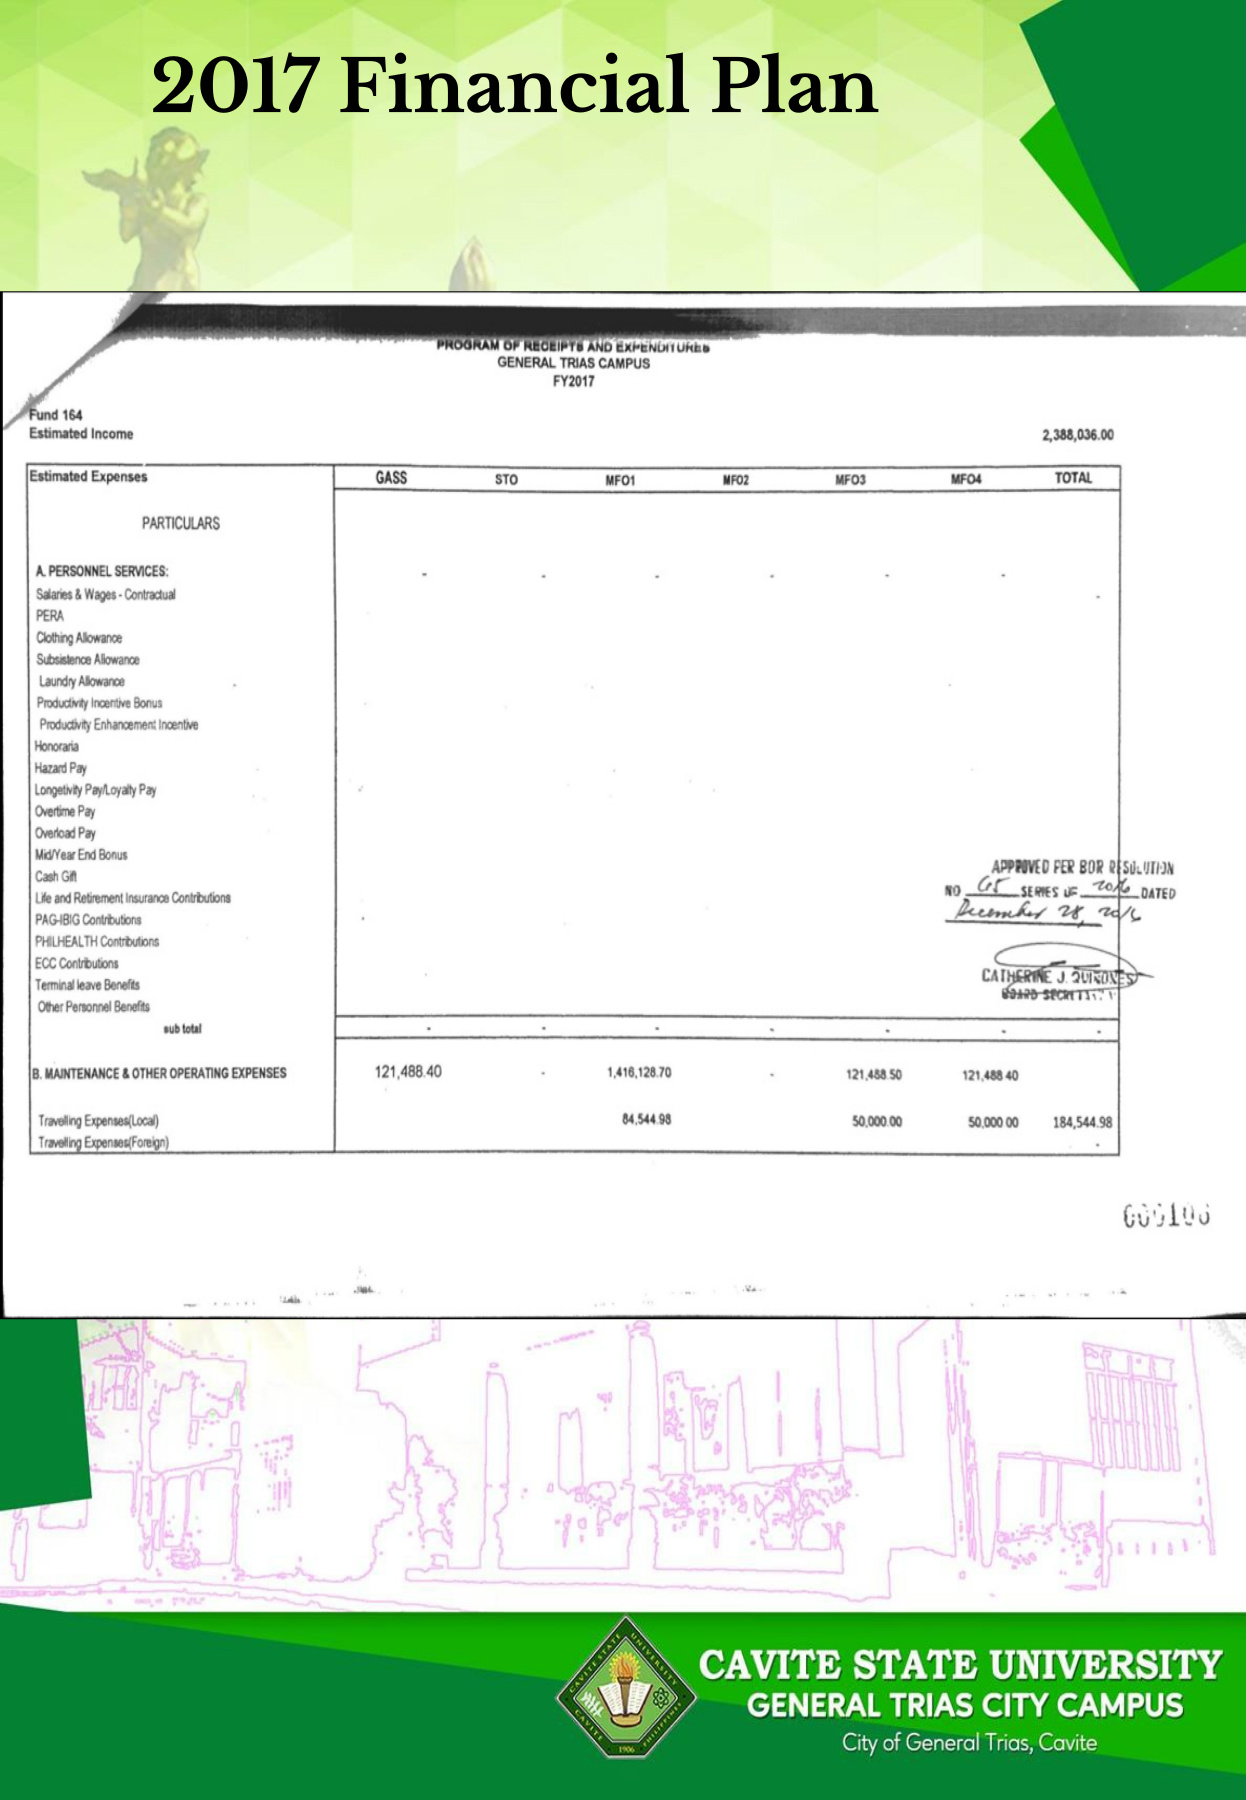 2017 Financial Plan
PROGRAM OF RECEIPTS AND EXPENDITURES
GENERAL TRIAS CAMPUS
FY2017
Fund 164
Estimated Income 2,388,036.00
Estimated Expenses GASS STO MFO1 MFO2 MFO3 MFO4 TOTAL
PARTICULARS
A. PERSONNEL SERVICES: - - - - - -
Salaries & Wages - Contractual -
PERA
Clothing Allowance
Subsistence Allowance
Laundry Allowance
Productivity Incentive Bonus
Productivity Enhancement Incentive
Honoraria
Hazard Pay
Longetivity Pay/Loyalty Pay
Overtime Pay
Overload Pay
Mid/Year End Bonus
Cash Gift
Life and Retirement Insurance Contributions
PAG-IBIG Contributions
PHILHEALTH Contributions
ECC Contributions
Terminal leave Benefits
Other Personnel Benefits
APPROVED PER BOR RESOLUTION
NO 65 SERIES OF 2016 DATED
December 28, 2016
CATHERINE J. QUIÑONES
BOARD SECRETARY
sub total - - - - - - -
B. MAINTENANCE & OTHER OPERATING EXPENSES 121,488.40 - 1,416,128.70 - 121,488.50 121,488.40
Travelling Expenses(Local) 84,544.98 50,000.00 50,000.00 184,544.98
Travelling Expenses(Foreign) -
CAVITE STATE UNIVERSITY
GENERAL TRIAS CITY CAMPUS
City of General Trias, Cavite
CAVITE STATE UNIVERSITY
CAVITE PHILIPPINES
1906